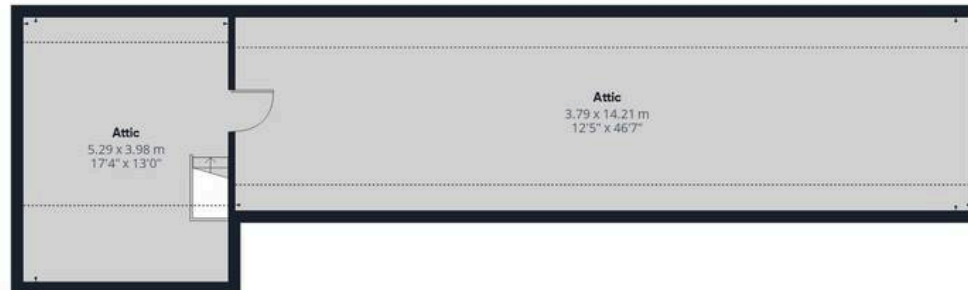 Attic
5.29 x 3.98 m
17'4" x 13'0"
Attic
3.79 x 14.21 m
12'5" x 46'7"